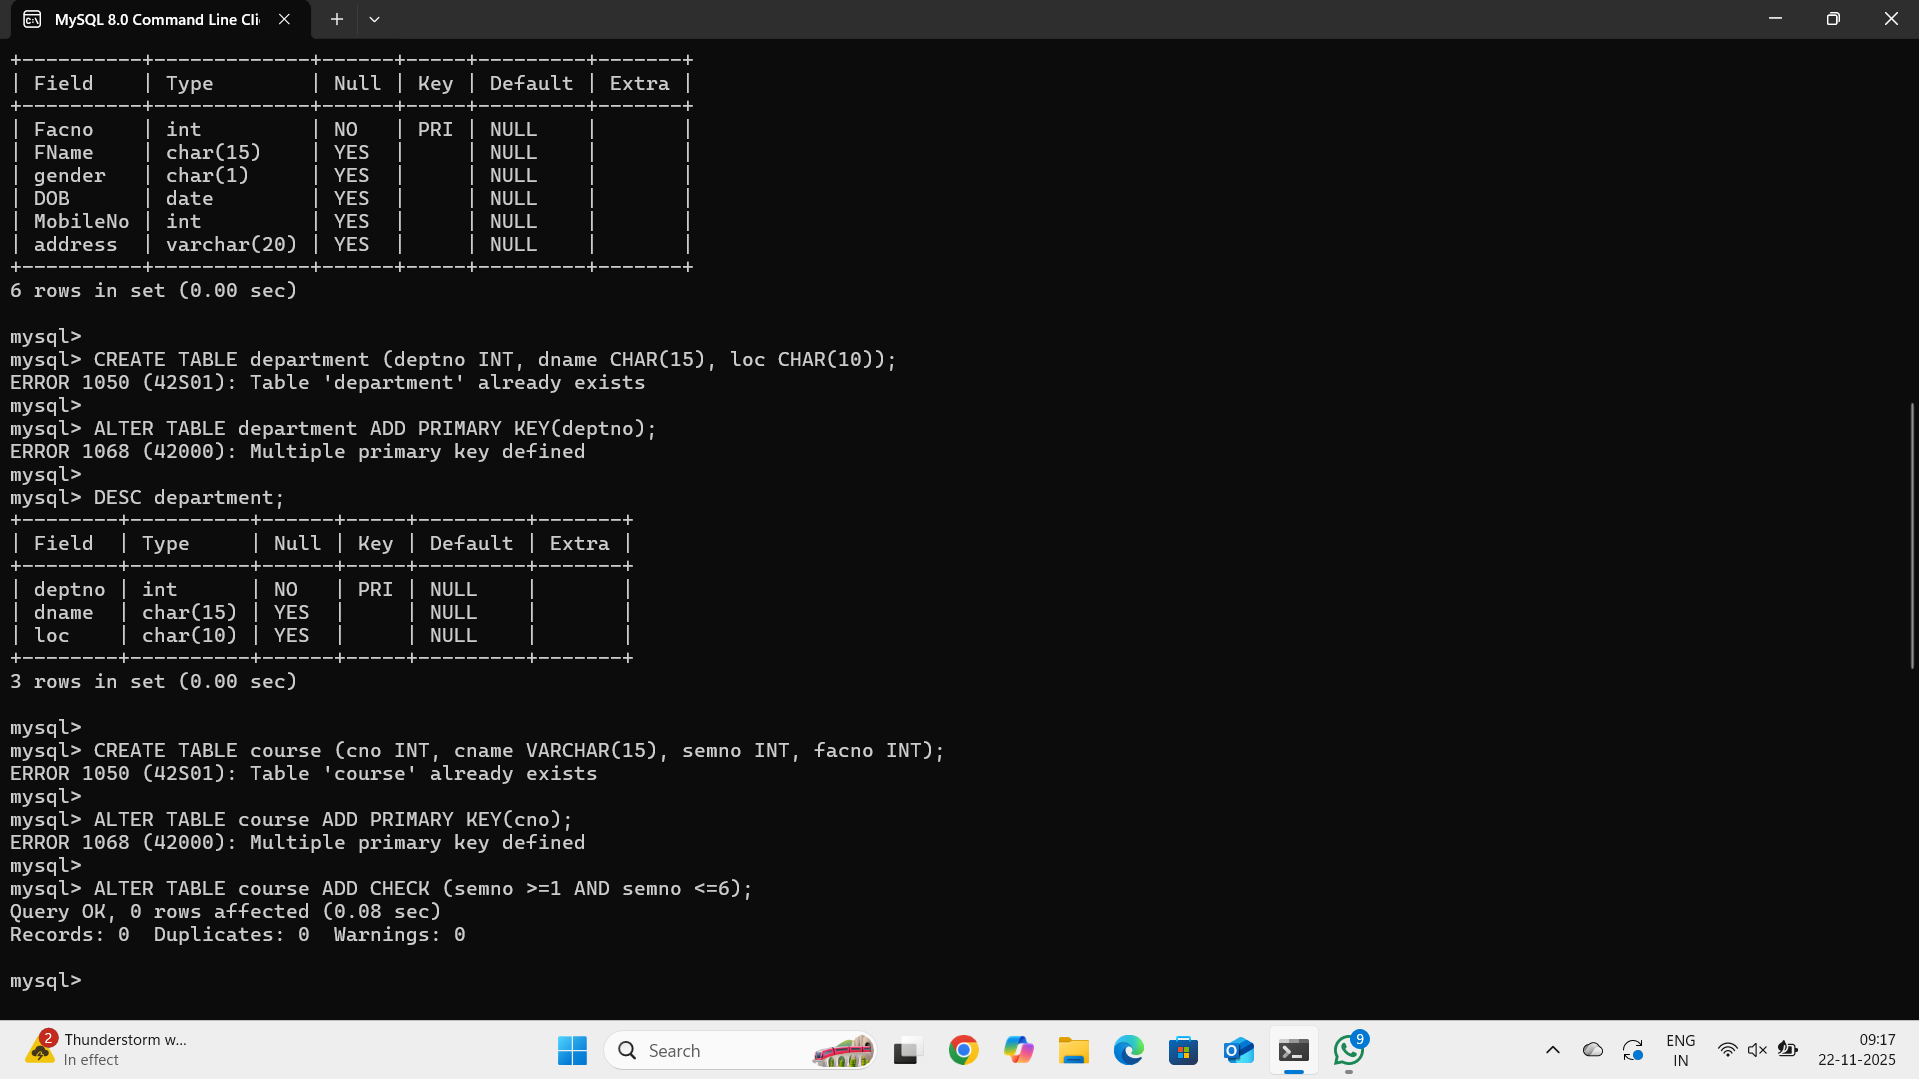 MySQL 8.0 Command Line Cli
+----------+-------------+------+-----+---------+-------+
| Field    | Type        | Null | Key | Default | Extra |
+----------+-------------+------+-----+---------+-------+
| Facno    | int         | NO   | PRI | NULL    |       |
| FName    | char(15)    | YES  |     | NULL    |       |
| gender   | char(1)     | YES  |     | NULL    |       |
| DOB      | date        | YES  |     | NULL    |       |
| MobileNo | int         | YES  |     | NULL    |       |
| address  | varchar(20) | YES  |     | NULL    |       |
+----------+-------------+------+-----+---------+-------+
6 rows in set (0.00 sec)
mysql>
mysql> CREATE TABLE department (deptno INT, dname CHAR(15), loc CHAR(10));
ERROR 1050 (42S01): Table 'department' already exists
mysql>
mysql> ALTER TABLE department ADD PRIMARY KEY(deptno);
ERROR 1068 (42000): Multiple primary key defined
mysql>
mysql> DESC department;
+--------+----------+------+-----+---------+-------+
| Field  | Type     | Null | Key | Default | Extra |
+--------+----------+------+-----+---------+-------+
| deptno | int      | NO   | PRI | NULL    |       |
| dname  | char(15) | YES  |     | NULL    |       |
| loc    | char(10) | YES  |     | NULL    |       |
+--------+----------+------+-----+---------+-------+
3 rows in set (0.00 sec)
mysql>
mysql> CREATE TABLE course (cno INT, cname VARCHAR(15), semno INT, facno INT);
ERROR 1050 (42S01): Table 'course' already exists
mysql>
mysql> ALTER TABLE course ADD PRIMARY KEY(cno);
ERROR 1068 (42000): Multiple primary key defined
mysql>
mysql> ALTER TABLE course ADD CHECK (semno >=1 AND semno <=6);
Query OK, 0 rows affected (0.08 sec)
Records: 0  Duplicates: 0  Warnings: 0
mysql>
2
Thunderstorm w...
In effect
Search
9
ENG
IN
09:17
22-11-2025